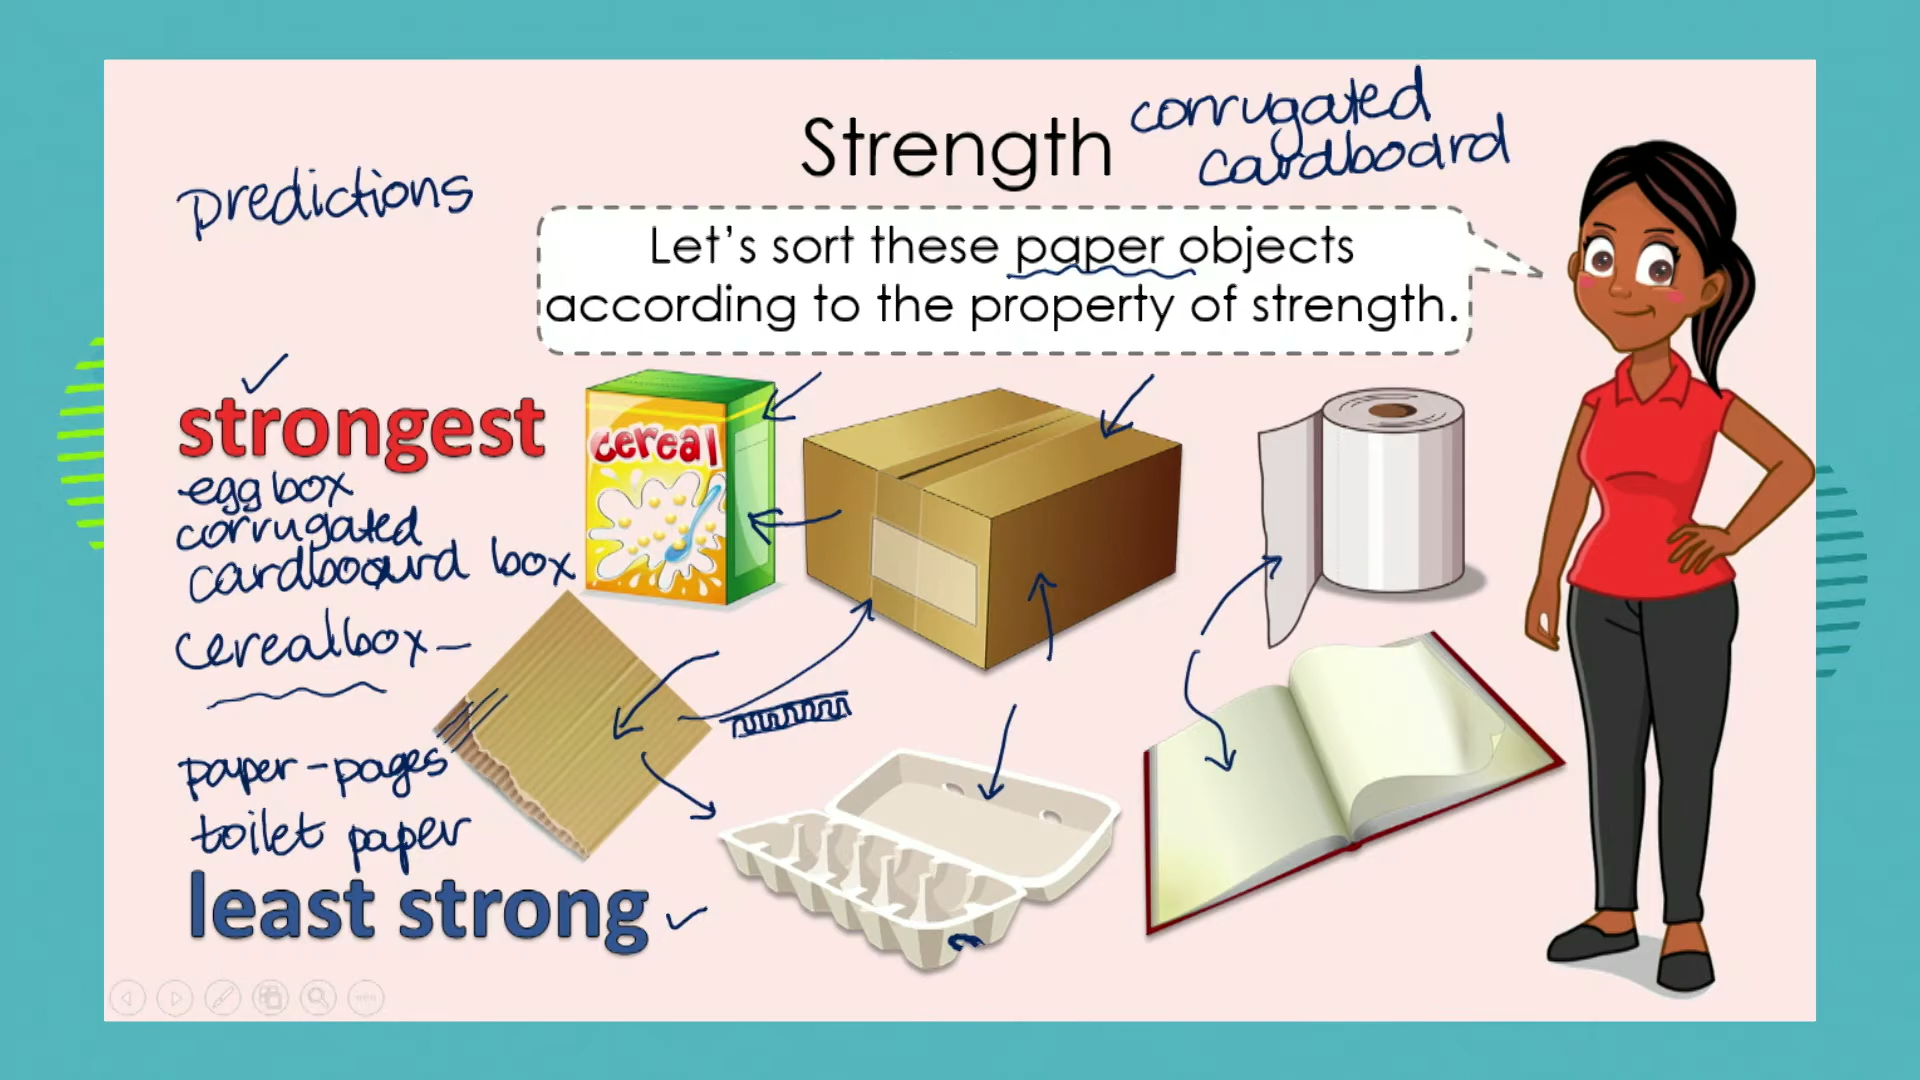 Strength
corrugated
cardboard
predictions
Let's sort these paper objects
according to the property of strength.
strongest
egg box
corrugated
cardboard box
cereal box
paper - pages
toilet paper
least strong
cereal